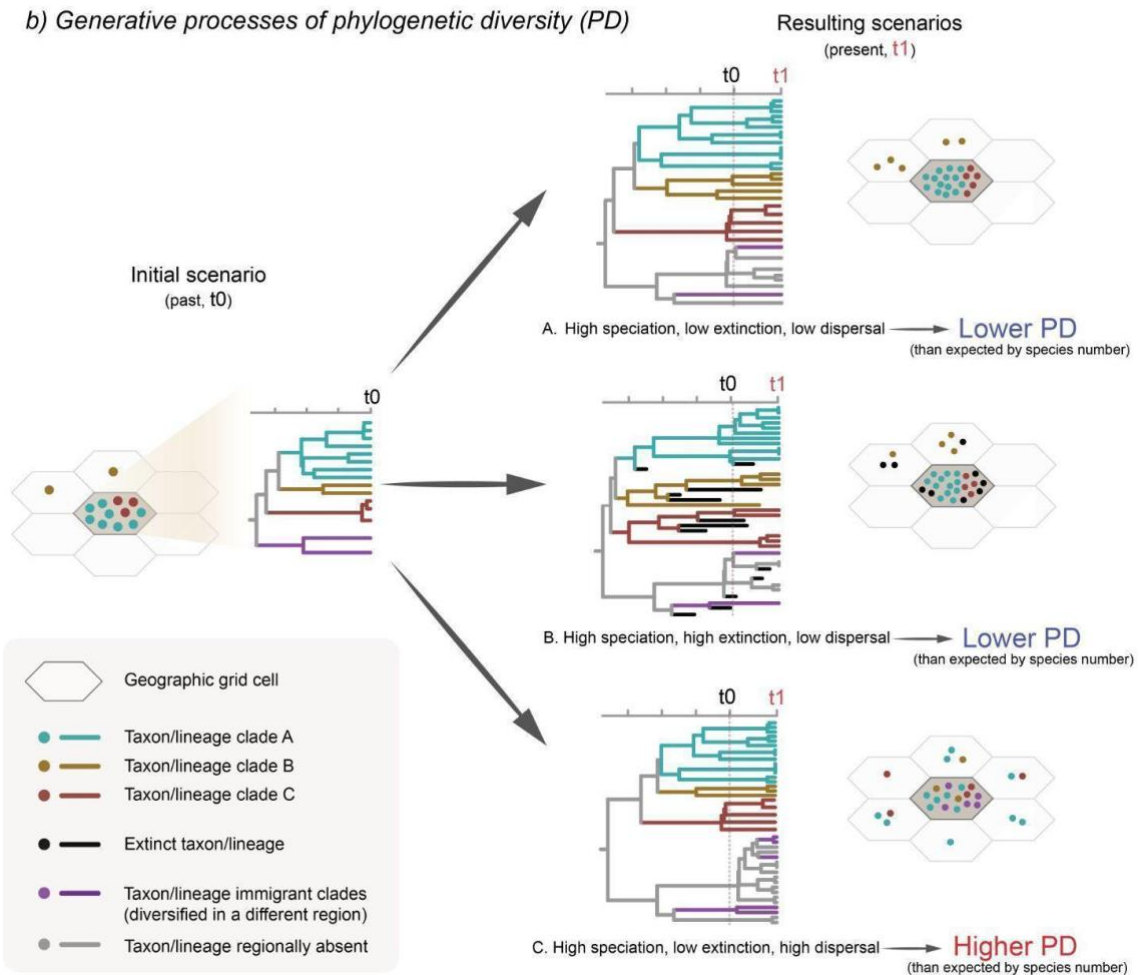 b) Generative processes of phylogenetic diversity (PD)
Resulting scenarios
(present, t1)
t0
t1
Initial scenario
(past, t0)
A. High speciation, low extinction, low dispersal
Lower PD
(than expected by species number)
t0
t0
t1
B. High speciation, high extinction, low dispersal
Lower PD
(than expected by species number)
Geographic grid cell
Taxon/lineage clade A
Taxon/lineage clade B
Taxon/lineage clade C
Extinct taxon/lineage
Taxon/lineage immigrant clades
(diversified in a different region)
Taxon/lineage regionally absent
t0
t1
C. High speciation, low extinction, high dispersal
Higher PD
(than expected by species number)